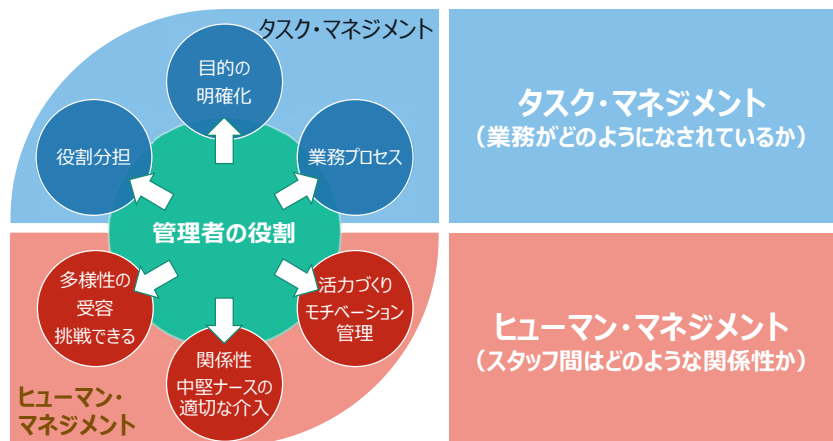 タスク・マネジメント
目的の
明確化
役割分担
業務プロセス
管理者の役割
多様性の
受容
挑戦できる
活力づくり
モチベーション
管理
関係性
中堅ナースの
適切な介入
ヒューマン・
マネジメント
タスク・マネジメント
(業務がどのようになされているか)
ヒューマン・マネジメント
(スタッフ間はどのような関係性か)